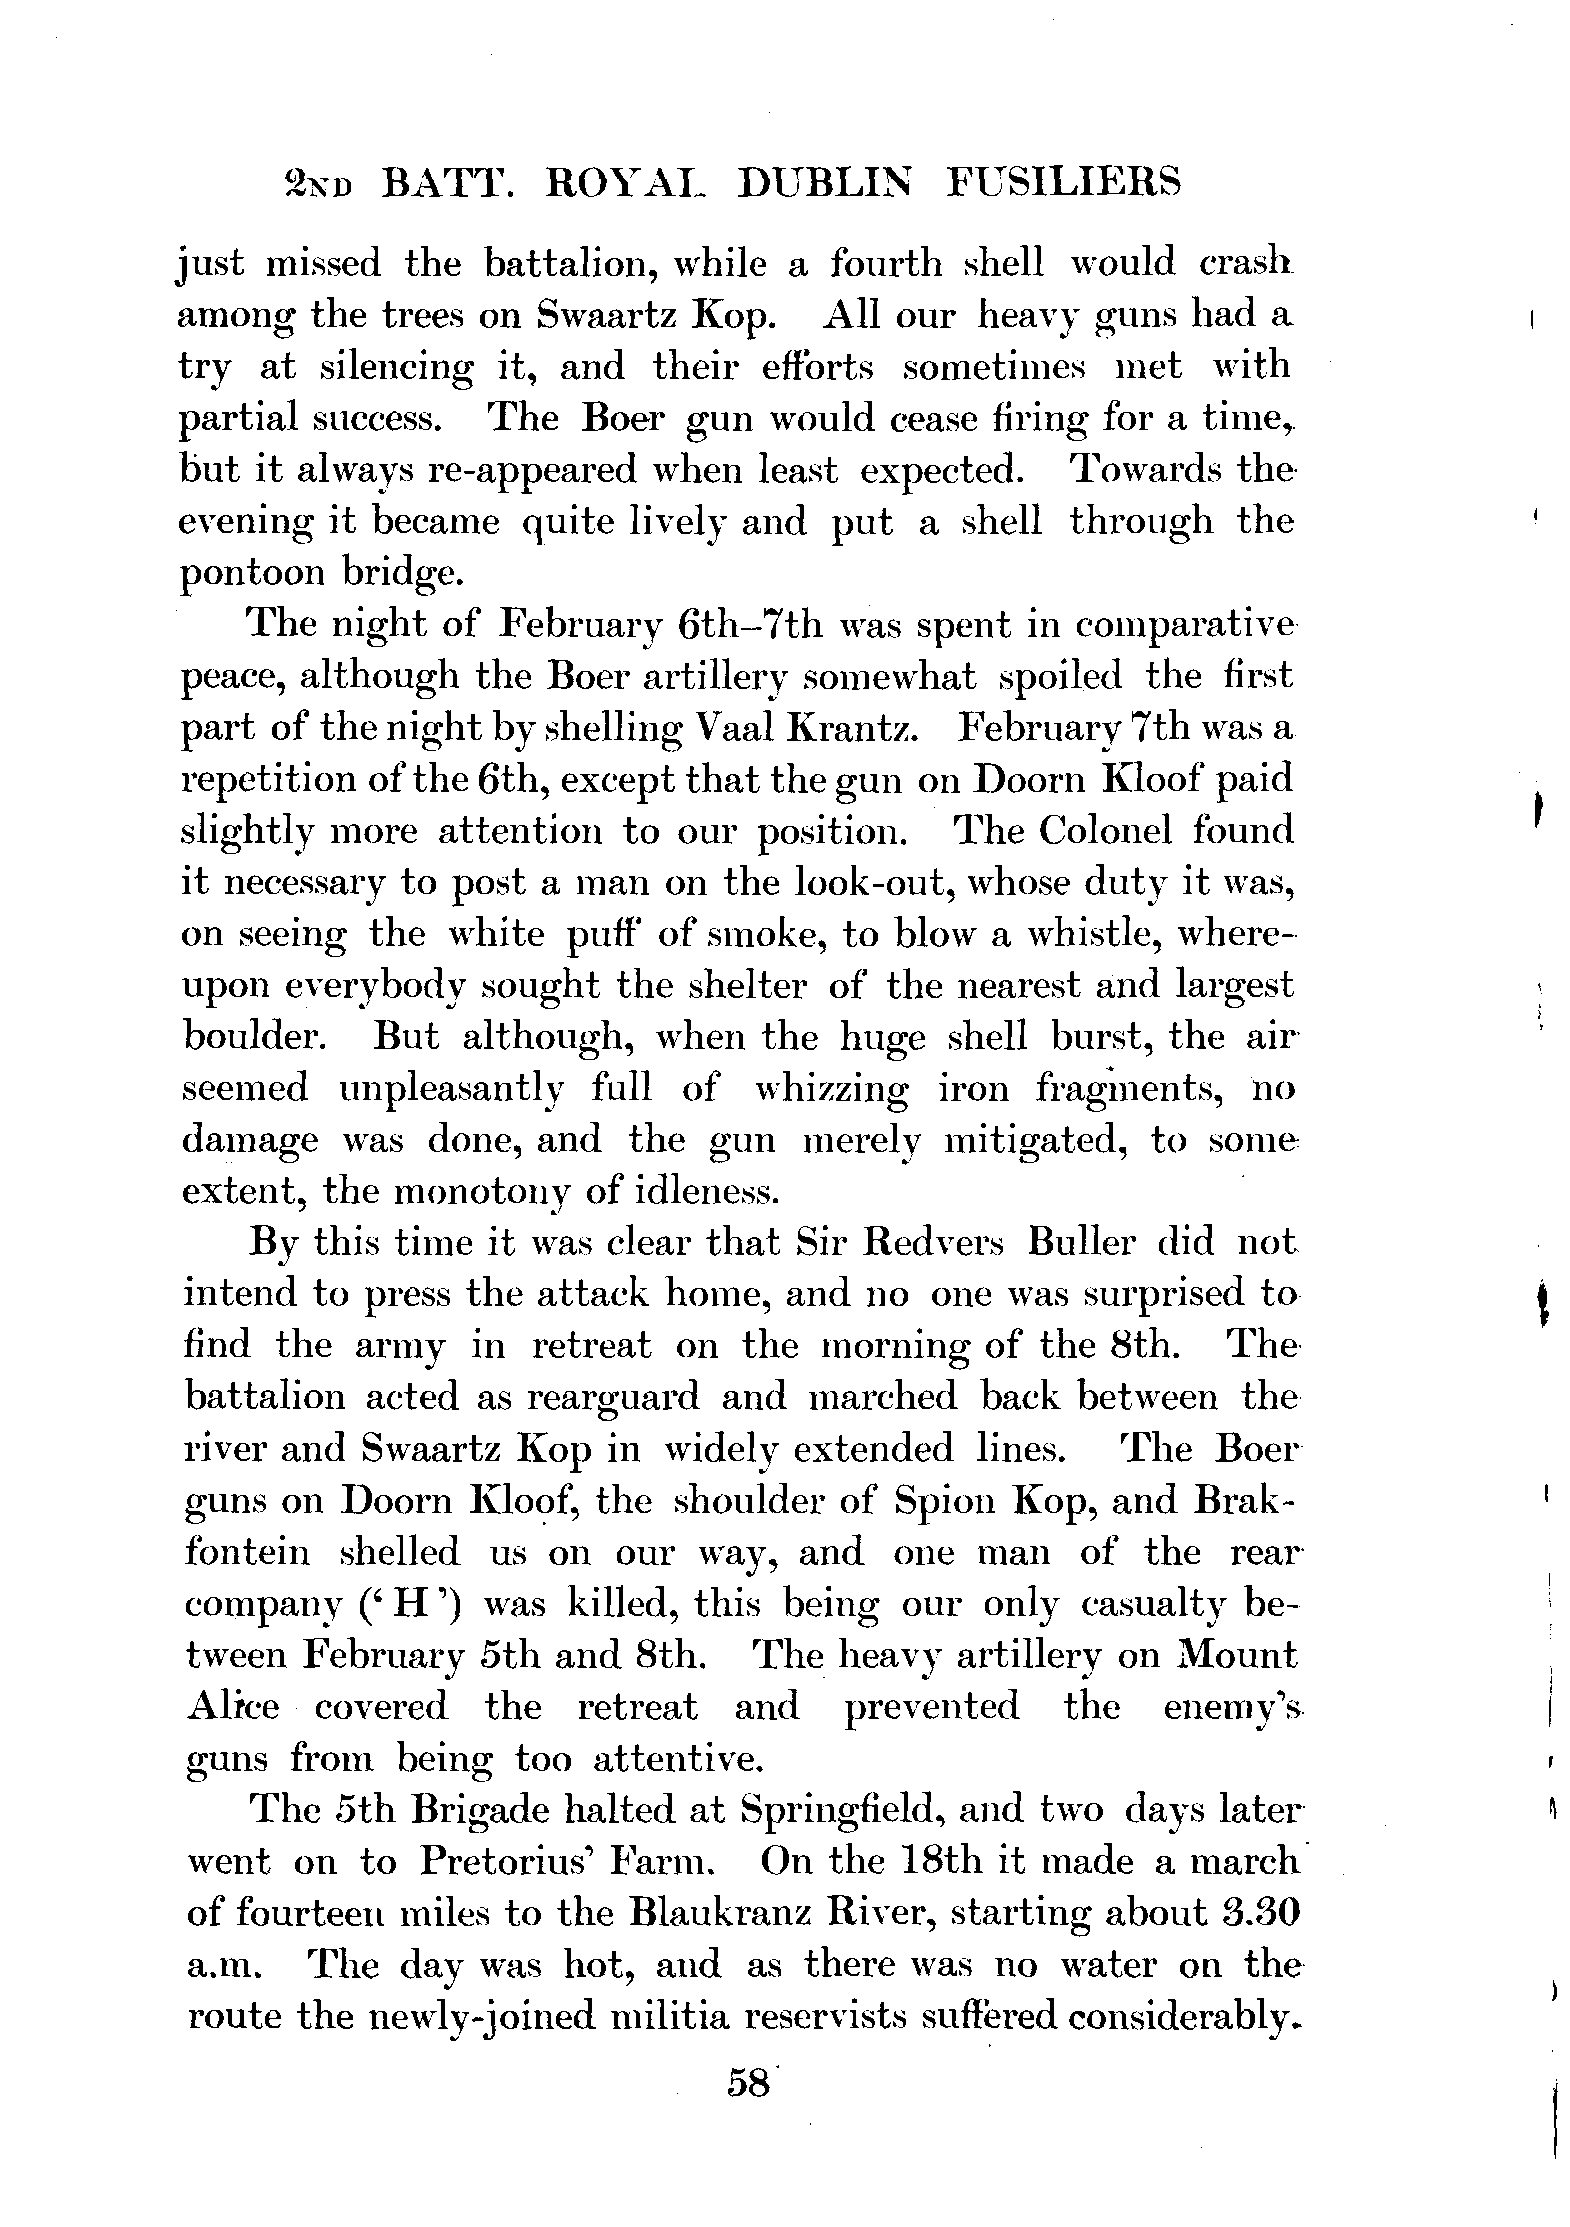 2ND BATT. ROYAL DUBLIN FUSILIERS
just missed the battalion, while a fourth shell would crash
among the trees on Swaartz Kop. All our heavy guns had a
try at silencing it, and their efforts sometimes met with
partial success. The Boer gun would cease firing for a time,
but it always re-appeared when least expected. Towards the
evening it became quite lively and put a shell through the
pontoon bridge.
The night of February 6th–7th was spent in comparative
peace, although the Boer artillery somewhat spoiled the first
part of the night by shelling Vaal Krantz. February 7th was a
repetition of the 6th, except that the gun on Doorn Kloof paid
slightly more attention to our position. The Colonel found
it necessary to post a man on the look-out, whose duty it was,
on seeing the white puff of smoke, to blow a whistle, where-
upon everybody sought the shelter of the nearest and largest
boulder. But although, when the huge shell burst, the air
seemed unpleasantly full of whizzing iron fragments, no
damage was done, and the gun merely mitigated, to some
extent, the monotony of idleness.
By this time it was clear that Sir Redvers Buller did not
intend to press the attack home, and no one was surprised to
find the army in retreat on the morning of the 8th. The
battalion acted as rearguard and marched back between the
river and Swaartz Kop in widely extended lines. The Boer
guns on Doorn Kloof, the shoulder of Spion Kop, and Brak-
fontein shelled us on our way, and one man of the rear
company (‘H’) was killed, this being our only casualty be-
tween February 5th and 8th. The heavy artillery on Mount
Alice covered the retreat and prevented the enemy's
guns from being too attentive.
The 5th Brigade halted at Springfield, and two days later
went on to Pretorius' Farm. On the 18th it made a march
of fourteen miles to the Blaukranz River, starting about 3.30
a.m. The day was hot, and as there was no water on the
route the newly-joined militia reservists suffered considerably.
58